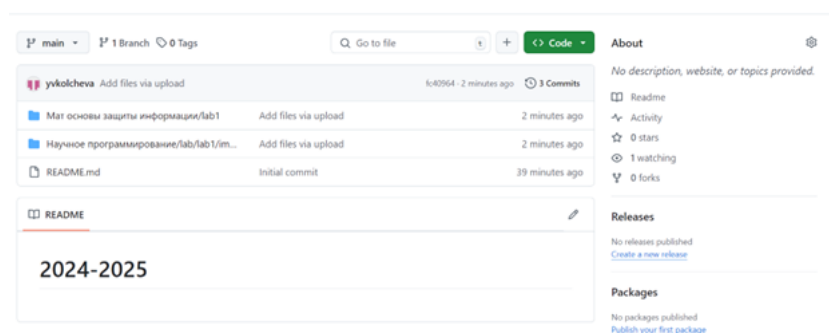 main 1 Branch 0 Tags Go to file t + Code
yvkolcheva Add files via upload fc40964 · 2 minutes ago 3 Commits
Мат основы защиты информации/lab1 Add files via upload 2 minutes ago
Научное программирование/lab/lab1/im... Add files via upload 2 minutes ago
README.md Initial commit 39 minutes ago
README
2024-2025
About
No description, website, or topics provided.
Readme
Activity
0 stars
1 watching
0 forks
Releases
No releases published
Create a new release
Packages
No packages published
Publish your first package